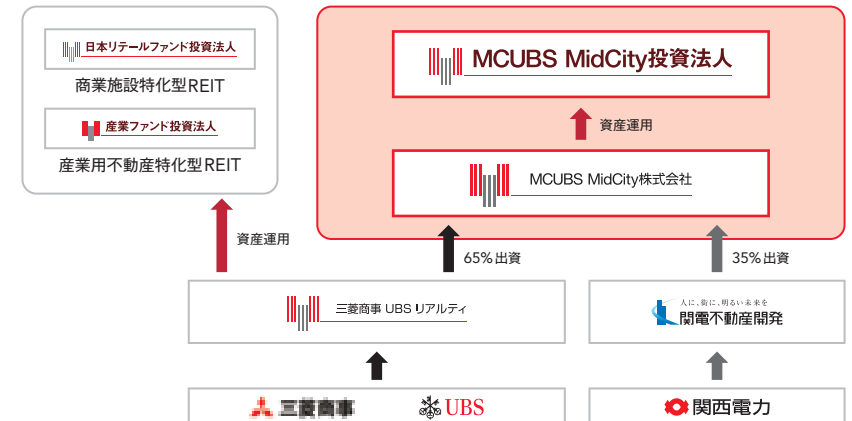 日本リテールファンド投資法人
商業施設特化型REIT
産業ファンド投資法人
産業用不動産特化型REIT
MCUBS MidCity投資法人
資産運用
MCUBS MidCity株式会社
資産運用
65%出資
35%出資
三菱商事 UBS リアルティ
人に、街に、明るい未来を
関電不動産開発
三菱商事
UBS
関西電力